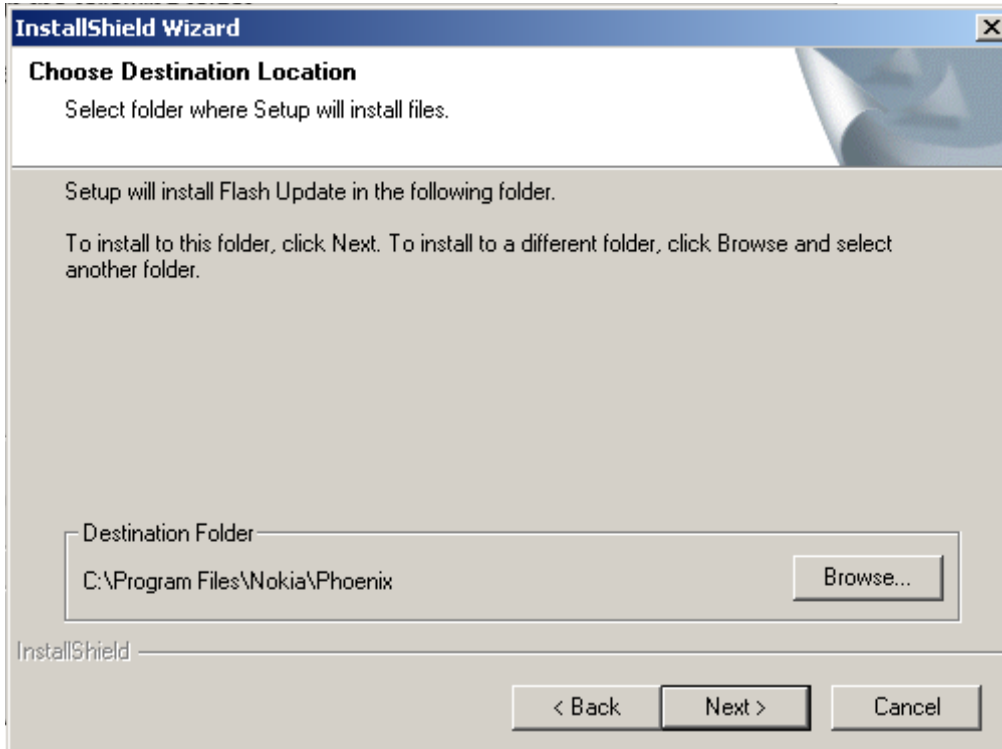 InstallShield Wizard
Choose Destination Location
Select folder where Setup will install files.
Setup will install Flash Update in the following folder.
To install to this folder, click Next. To install to a different folder, click Browse and select
another folder.
Destination Folder
C:\Program Files\Nokia\Phoenix
Browse...
InstallShield
< Back
Next >
Cancel